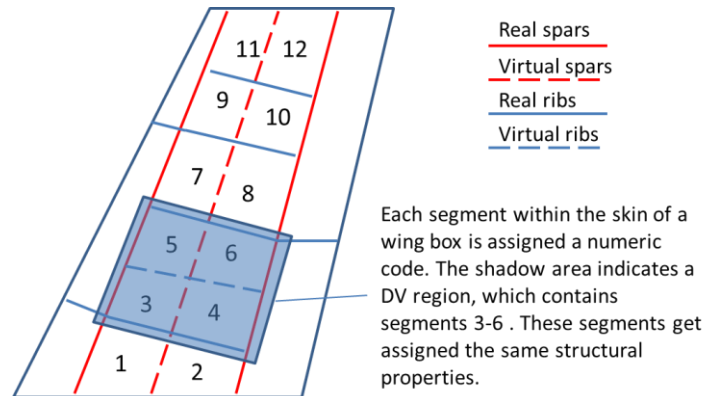 11 12
9
10
7
8
5 6
3 4
1
2
Real spars
Virtual spars
Real ribs
Virtual ribs
Each segment within the skin of a
wing box is assigned a numeric
code. The shadow area indicates a
DV region, which contains
segments 3-6 . These segments get
assigned the same structural
properties.